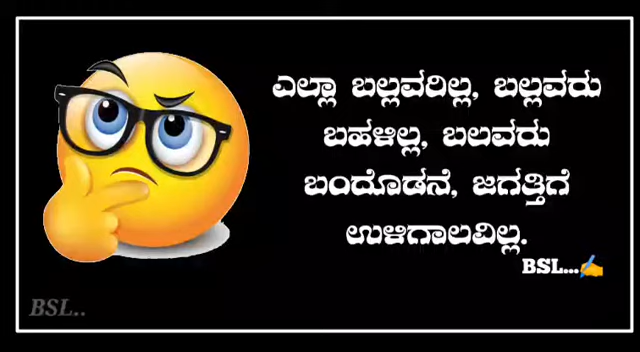 ಎಲ್ಲಾ ಬಲ್ಲವರಿಲ್ಲ, ಬಲ್ಲವರು
ಬಹಳಿಲ್ಲ, ಬಲವರು
ಬಂದೊಡನೆ, ಜಗತ್ತಿಗೆ
ಉಳಿಗಾಲವಿಲ್ಲ.
BSL...✍️
BSL..